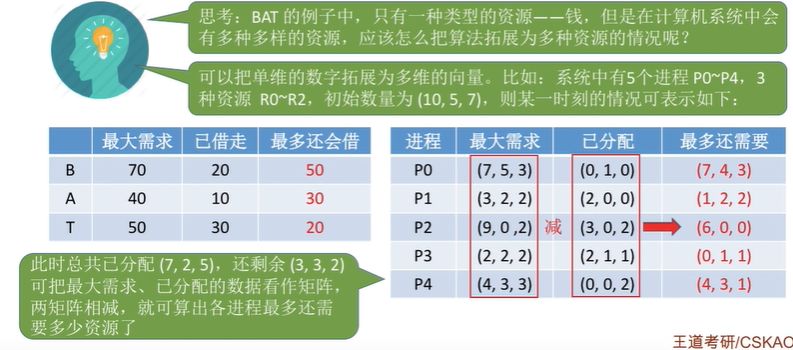 思考：BAT 的例子中，只有一种类型的资源——钱，但是在计算机系统中会
有多种多样的资源，应该怎么把算法拓展为多种资源的情况呢？
可以把单维的数字拓展为多维的向量。比如：系统中有5个进程 P0~P4，3
种资源 R0~R2，初始数量为 (10, 5, 7)，则某一时刻的情况可表示如下：
最大需求 已借走 最多还会借
B 70 20 50
A 40 10 30
T 50 30 20
进程 最大需求 已分配 最多还需要
P0 (7, 5, 3) (0, 1, 0) (7, 4, 3)
P1 (3, 2, 2) (2, 0, 0) (1, 2, 2)
P2 (9, 0 ,2) 减 (3, 0, 2) (6, 0, 0)
P3 (2, 2, 2) (2, 1, 1) (0, 1, 1)
P4 (4, 3, 3) (0, 0, 2) (4, 3, 1)
此时总共已分配 (7, 2, 5)，还剩余 (3, 3, 2)
可把最大需求、已分配的数据看作矩阵，
两矩阵相减，就可算出各进程最多还需
要多少资源了
王道考研/CSKAO